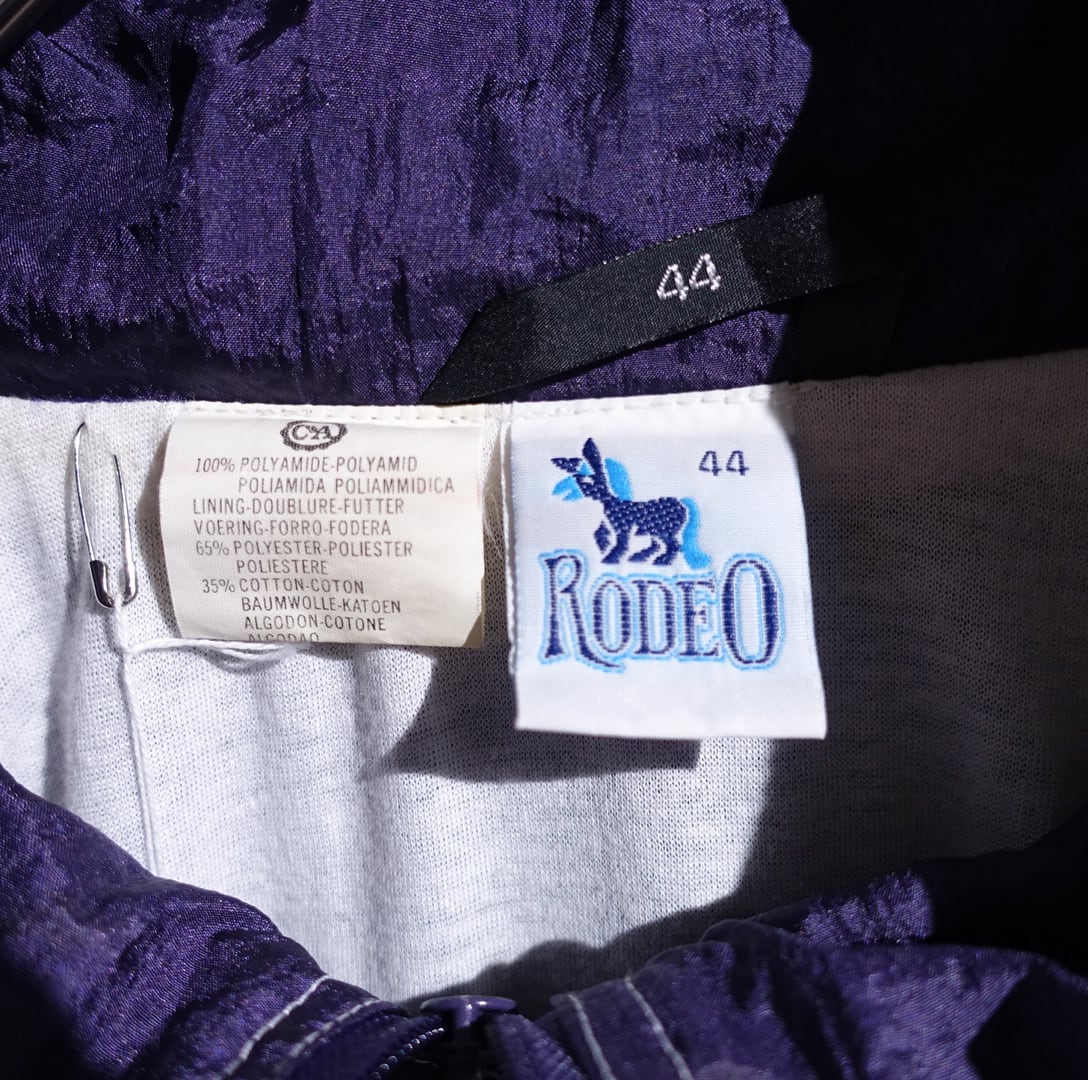 44
C&A
100% POLYAMIDE-POLYAMID
POLIAMIDA POLIAMMIDICA
LINING-DOUBLURE-FUTTER
VOERING-FORRO-FODERA
65% POLYESTER-POLIESTER
POLIESTERE
35% COTTON-COTON
BAUMWOLLE-KATOEN
ALGODON-COTONE
ALGODAO
44
RODEO